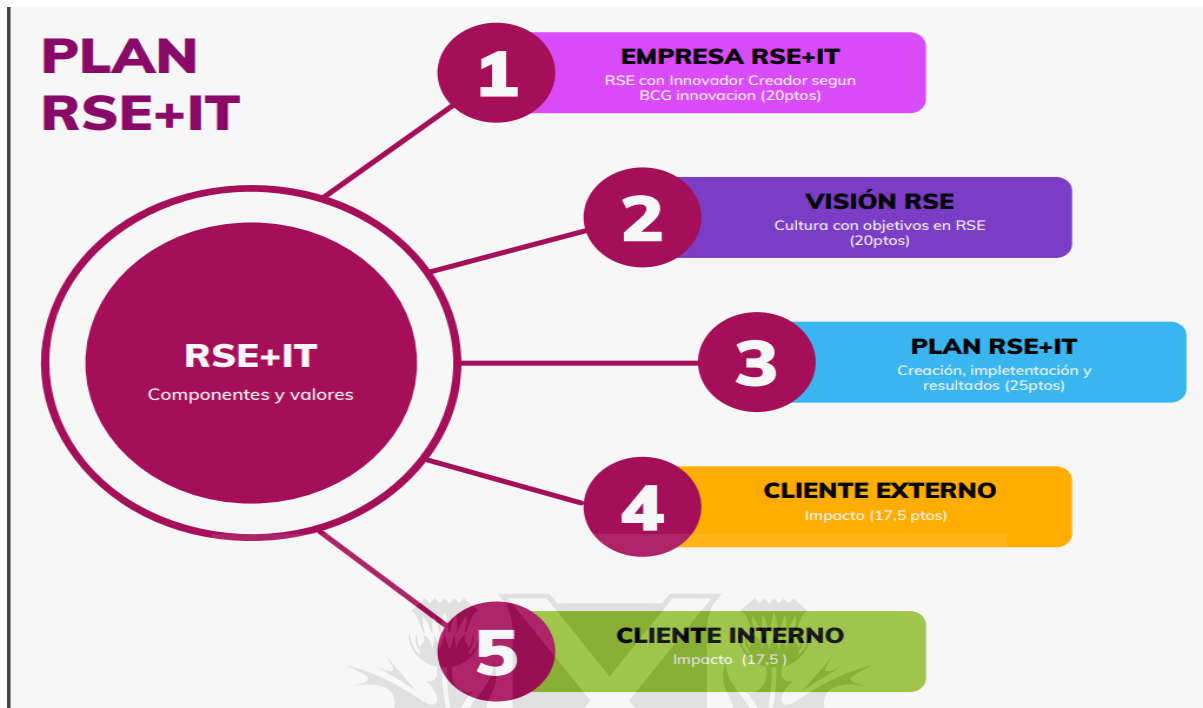 PLAN
RSE+IT
1
EMPRESA RSE+IT
RSE con Innovador Creador segun
BCG innovacion (20ptos)
2
VISIÓN RSE
Cultura con objetivos en RSE
(20ptos)
RSE+IT
Componentes y valores
3
PLAN RSE+IT
Creación, impletentación y
resultados (25ptos)
4
CLIENTE EXTERNO
Impacto (17,5 ptos)
5
CLIENTE INTERNO
Impacto (17,5 )